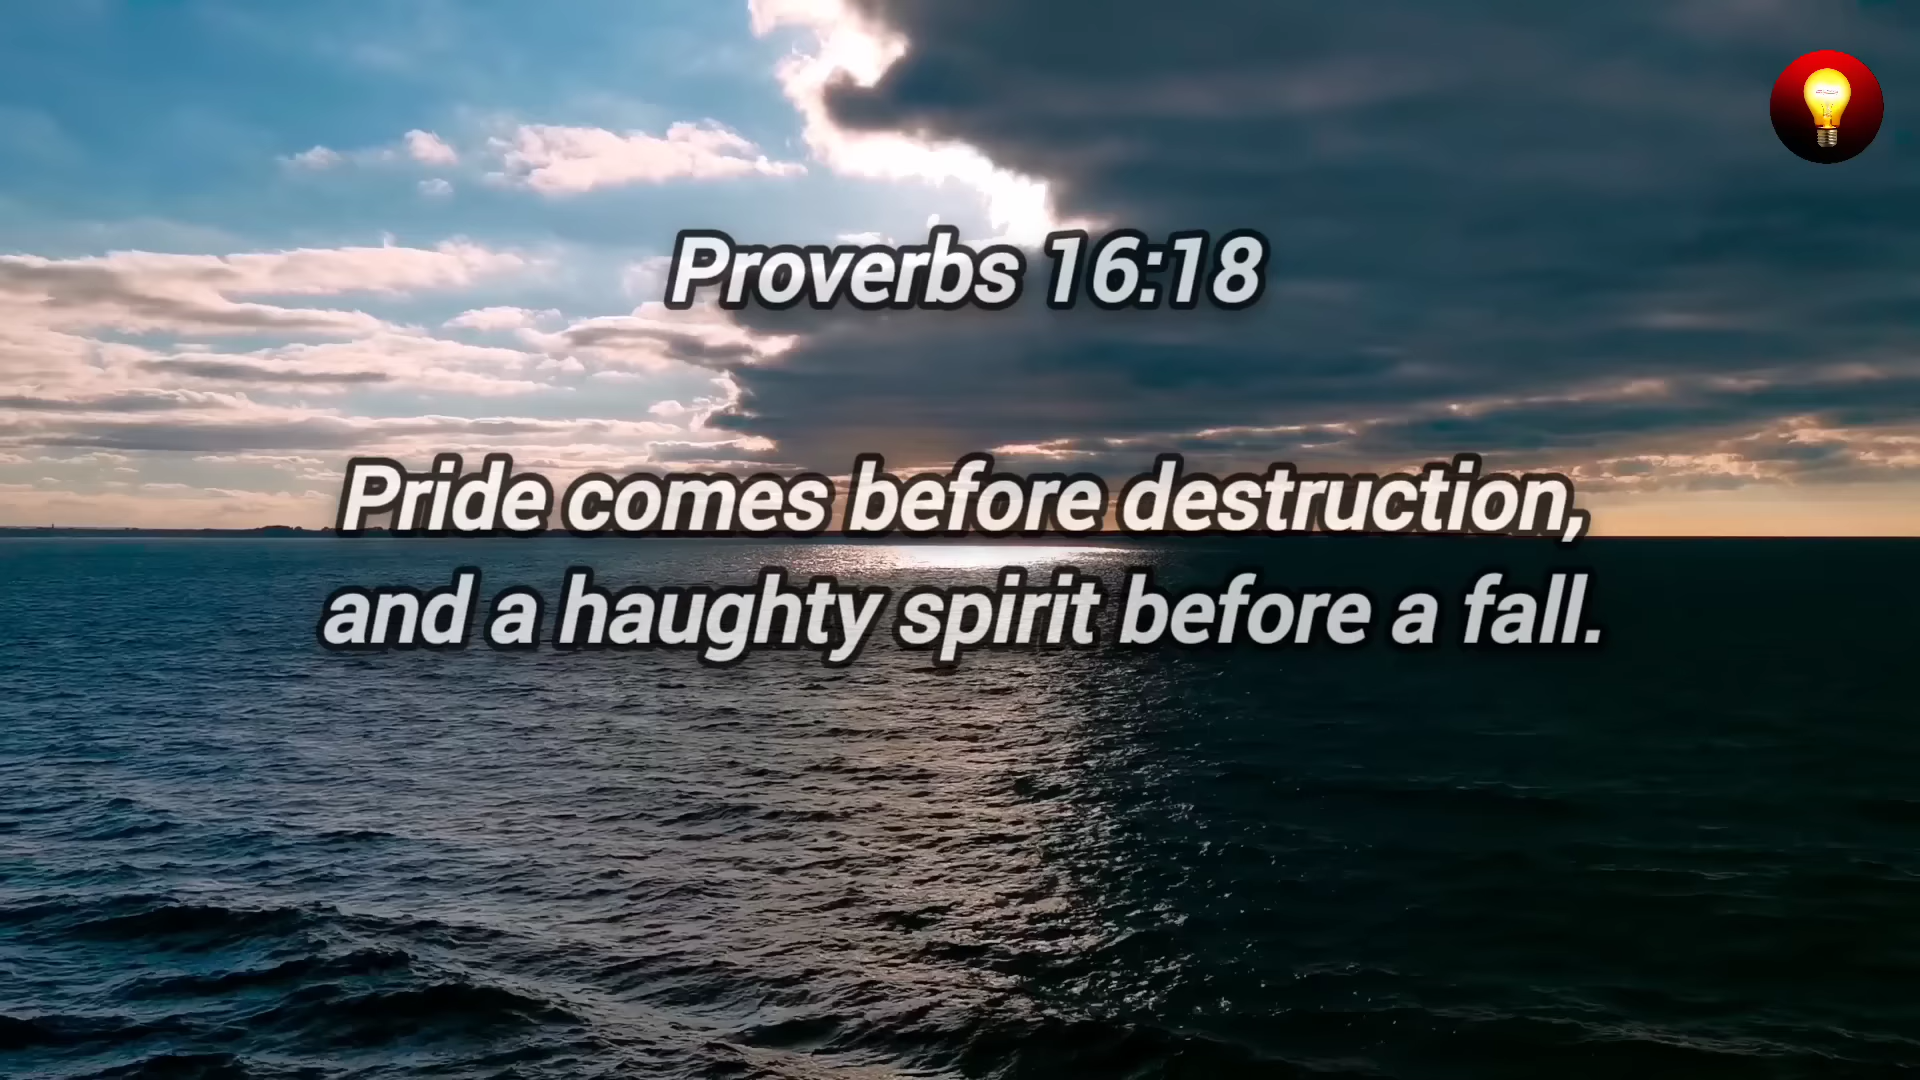 Proverbs 16:18
Pride comes before destruction,
and a haughty spirit before a fall.